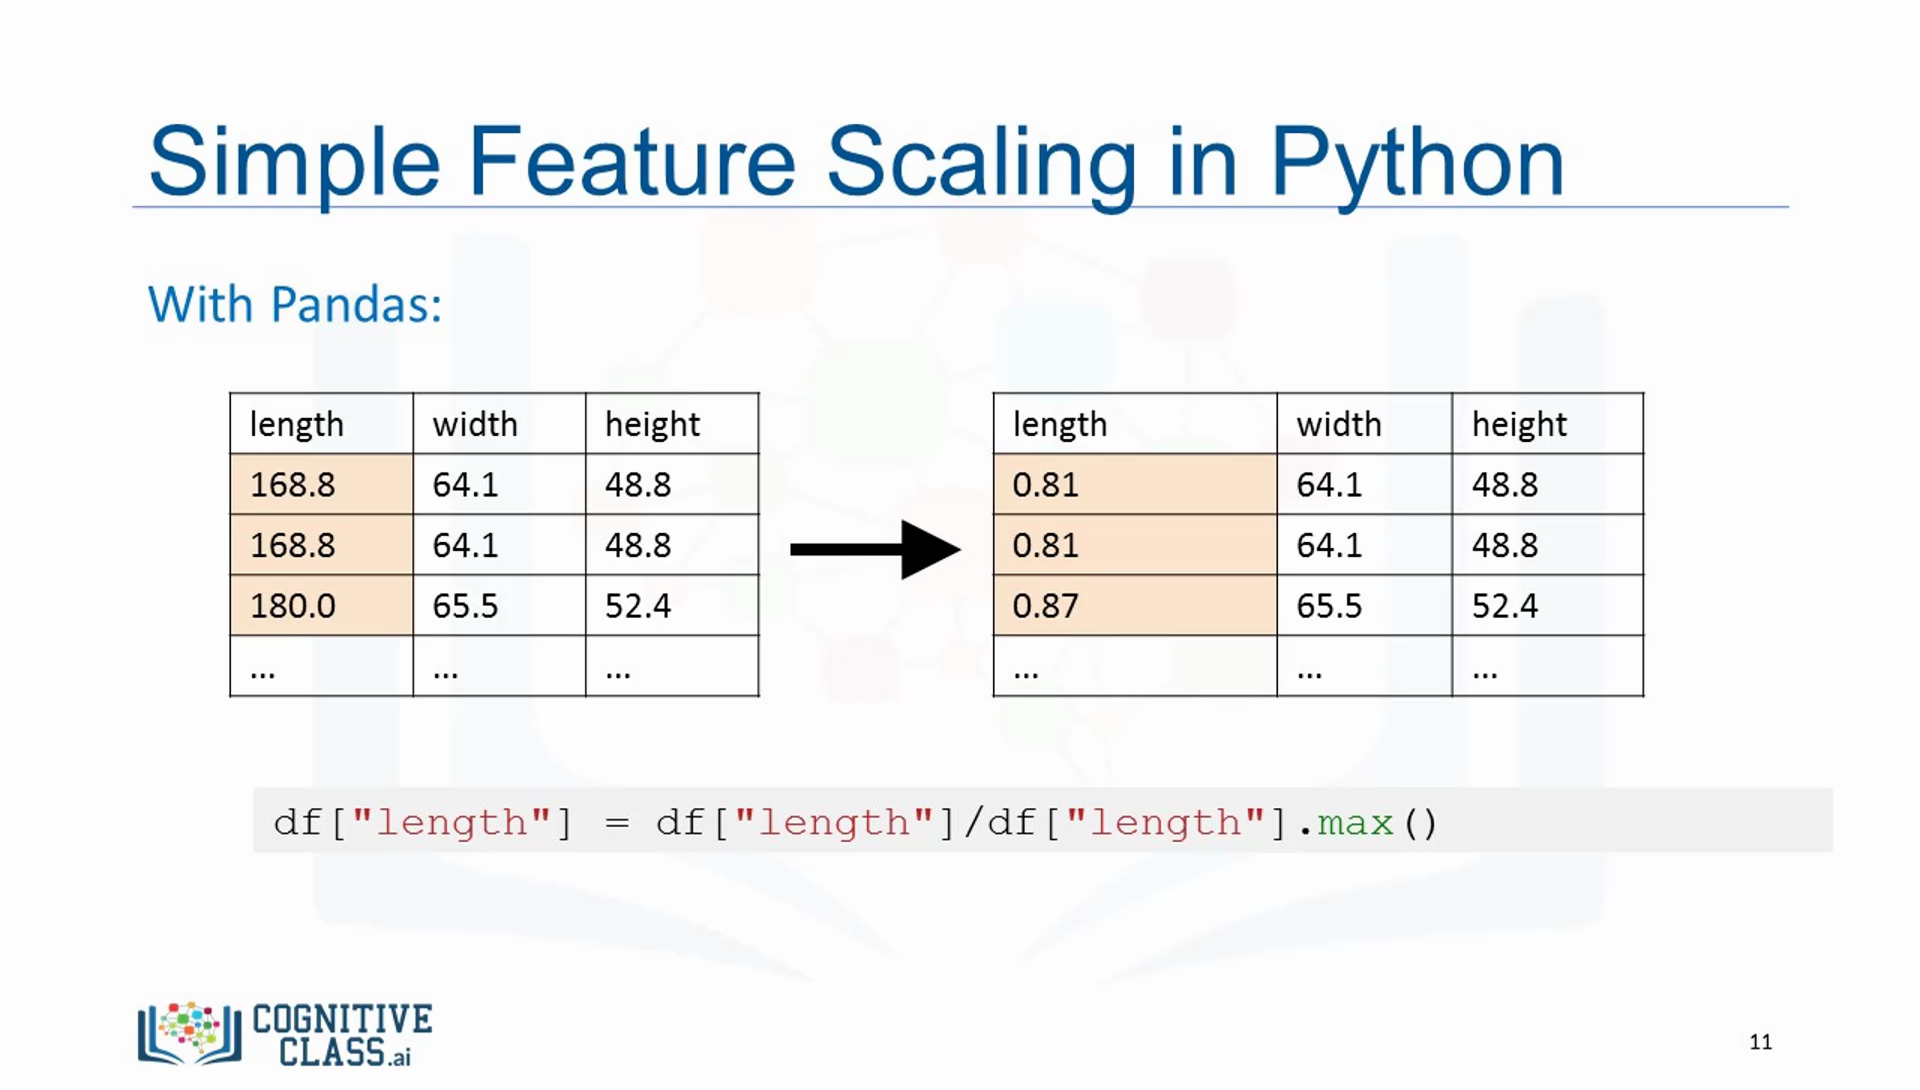 Simple Feature Scaling in Python
With Pandas:
length width height
168.8 64.1 48.8
168.8 64.1 48.8
180.0 65.5 52.4
... ... ...
length width height
0.81 64.1 48.8
0.81 64.1 48.8
0.87 65.5 52.4
... ... ...
df["length"] = df["length"]/df["length"].max()
COGNITIVE
CLASS.ai
11